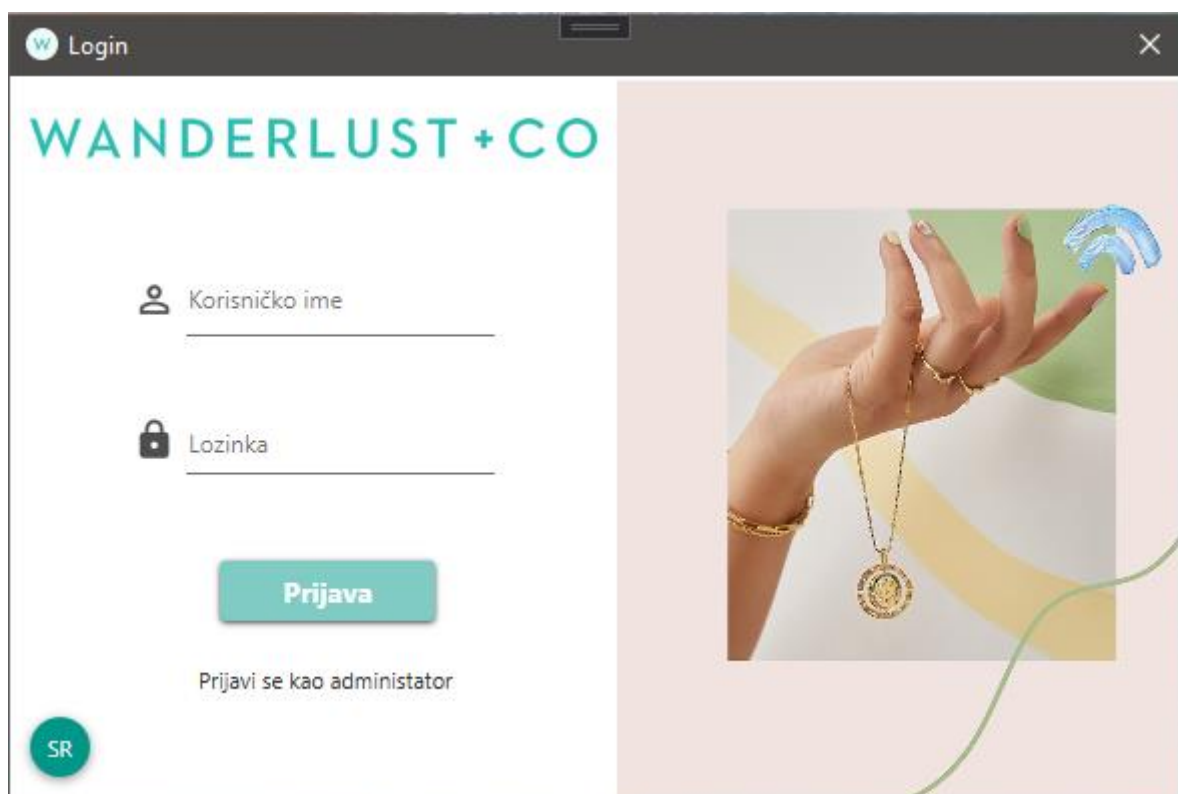 W Login
WANDERLUST + CO
Korisničko ime
Lozinka
Prijava
Prijavi se kao administator
SR